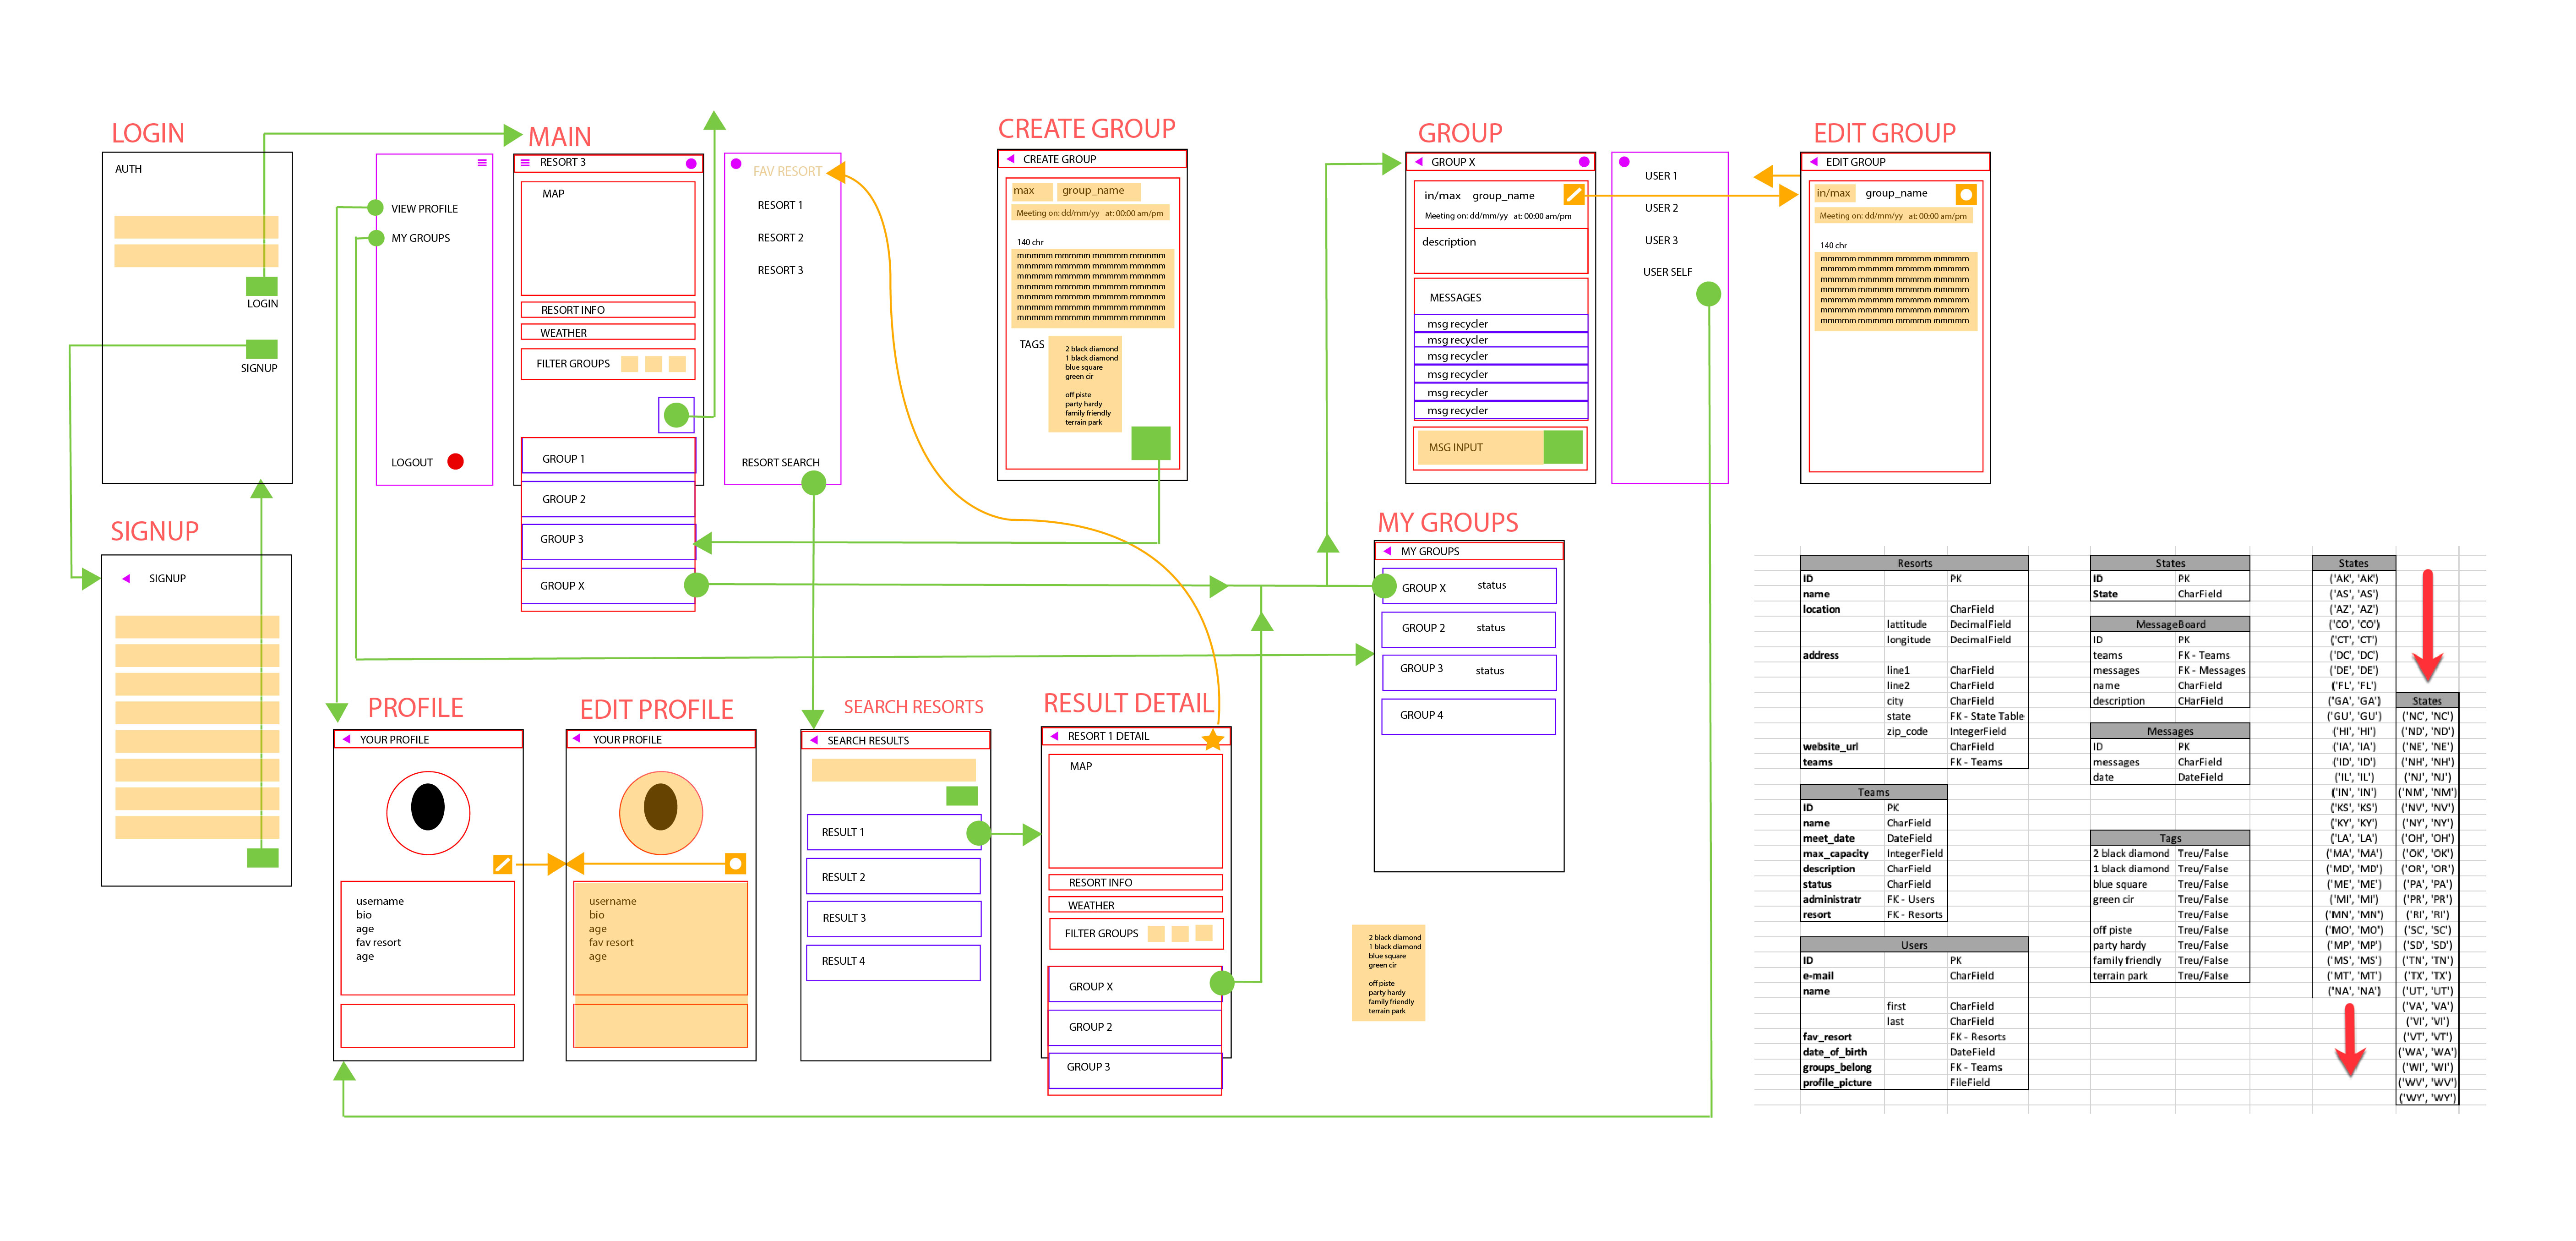 LOGIN
AUTH
LOGIN
SIGNUP
SIGNUP
SIGNUP
VIEW PROFILE
MY GROUPS
LOGOUT
MAIN
RESORT 3
MAP
RESORT INFO
WEATHER
FILTER GROUPS
GROUP 1
GROUP 2
GROUP 3
GROUP X
FAV RESORT
RESORT 1
RESORT 2
RESORT 3
RESORT SEARCH
CREATE GROUP
CREATE GROUP
max group_name
Meeting on: dd/mm/yy at: 00:00 am/pm
140 chr
mmmmm mmmmm mmmmm mmmmm
mmmmm mmmmm mmmmm mmmmm
mmmmm mmmmm mmmmm mmmmm
mmmmm mmmmm mmmmm mmmmm
mmmmm mmmmm mmmmm mmmmm
mmmmm mmmmm mmmmm mmmmm
mmmmm mmmmm mmmmm mmmmm
TAGS
2 black diamond
1 black diamond
blue square
green cir
off piste
party hardy
family friendly
terrain park
GROUP
GROUP X
in/max group_name
Meeting on: dd/mm/yy at: 00:00 am/pm
description
MESSAGES
msg recycler
msg recycler
msg recycler
msg recycler
msg recycler
msg recycler
MSG INPUT
USER 1
USER 2
USER 3
USER SELF
EDIT GROUP
EDIT GROUP
in/max group_name
Meeting on: dd/mm/yy at: 00:00 am/pm
140 chr
mmmmm mmmmm mmmmm mmmmm
mmmmm mmmmm mmmmm mmmmm
mmmmm mmmmm mmmmm mmmmm
mmmmm mmmmm mmmmm mmmmm
mmmmm mmmmm mmmmm mmmmm
mmmmm mmmmm mmmmm mmmmm
mmmmm mmmmm mmmmm mmmmm
MY GROUPS
MY GROUPS
GROUP X status
GROUP 2 status
GROUP 3 status
GROUP 4
PROFILE
YOUR PROFILE
username
bio
age
fav resort
age
EDIT PROFILE
YOUR PROFILE
username
bio
age
fav resort
age
SEARCH RESORTS
SEARCH RESULTS
RESULT 1
RESULT 2
RESULT 3
RESULT 4
RESULT DETAIL
RESORT 1 DETAIL
MAP
RESORT INFO
WEATHER
FILTER GROUPS
GROUP X
GROUP 2
GROUP 3
2 black diamond
1 black diamond
blue square
green cir
off piste
party hardy
family friendly
terrain park
Resorts
ID PK
name
location CharField
lattitude DecimalField
longitude DecimalField
address
line1 CharField
line2 CharField
city CharField
state FK - State Table
zip_code IntegerField
website_url CharField
teams FK - Teams
Teams
ID PK
name CharField
meet_date DateField
max_capacity IntegerField
description CharField
status CharField
administratr FK - Users
resort FK - Resorts
Users
ID PK
e-mail CharField
name
first CharField
last CharField
fav_resort FK - Resorts
date_of_birth DateField
groups_belong FK - Teams
profile_picture FileField
States
ID PK
State CharField
MessageBoard
ID PK
teams FK - Teams
messages FK - Messages
name CharField
description CHarField
Messages
ID PK
messages CharField
date DateField
Tags
2 black diamond Treu/False
1 black diamond Treu/False
blue square Treu/False
green cir Treu/False
Treu/False
off piste Treu/False
party hardy Treu/False
family friendly Treu/False
terrain park Treu/False
States
('AK', 'AK')
('AS', 'AS')
('AZ', 'AZ')
('CO', 'CO')
('CT', 'CT')
('DC', 'DC')
('DE', 'DE')
('FL', 'FL')
('GA', 'GA')
('GU', 'GU')
('HI', 'HI')
('IA', 'IA')
('ID', 'ID')
('IL', 'IL')
('IN', 'IN')
('KS', 'KS')
('KY', 'KY')
('LA', 'LA')
('MA', 'MA')
('MD', 'MD')
('ME', 'ME')
('MI', 'MI')
('MN', 'MN')
('MO', 'MO')
('MP', 'MP')
('MS', 'MS')
('MT', 'MT')
('NA', 'NA')
States
('NC', 'NC')
('ND', 'ND')
('NE', 'NE')
('NH', 'NH')
('NJ', 'NJ')
('NM', 'NM')
('NV', 'NV')
('NY', 'NY')
('OH', 'OH')
('OK', 'OK')
('OR', 'OR')
('PA', 'PA')
('PR', 'PR')
('RI', 'RI')
('SC', 'SC')
('SD', 'SD')
('TN', 'TN')
('TX', 'TX')
('UT', 'UT')
('VA', 'VA')
('VI', 'VI')
('VT', 'VT')
('WA', 'WA')
('WI', 'WI')
('WV', 'WV')
('WY', 'WY')